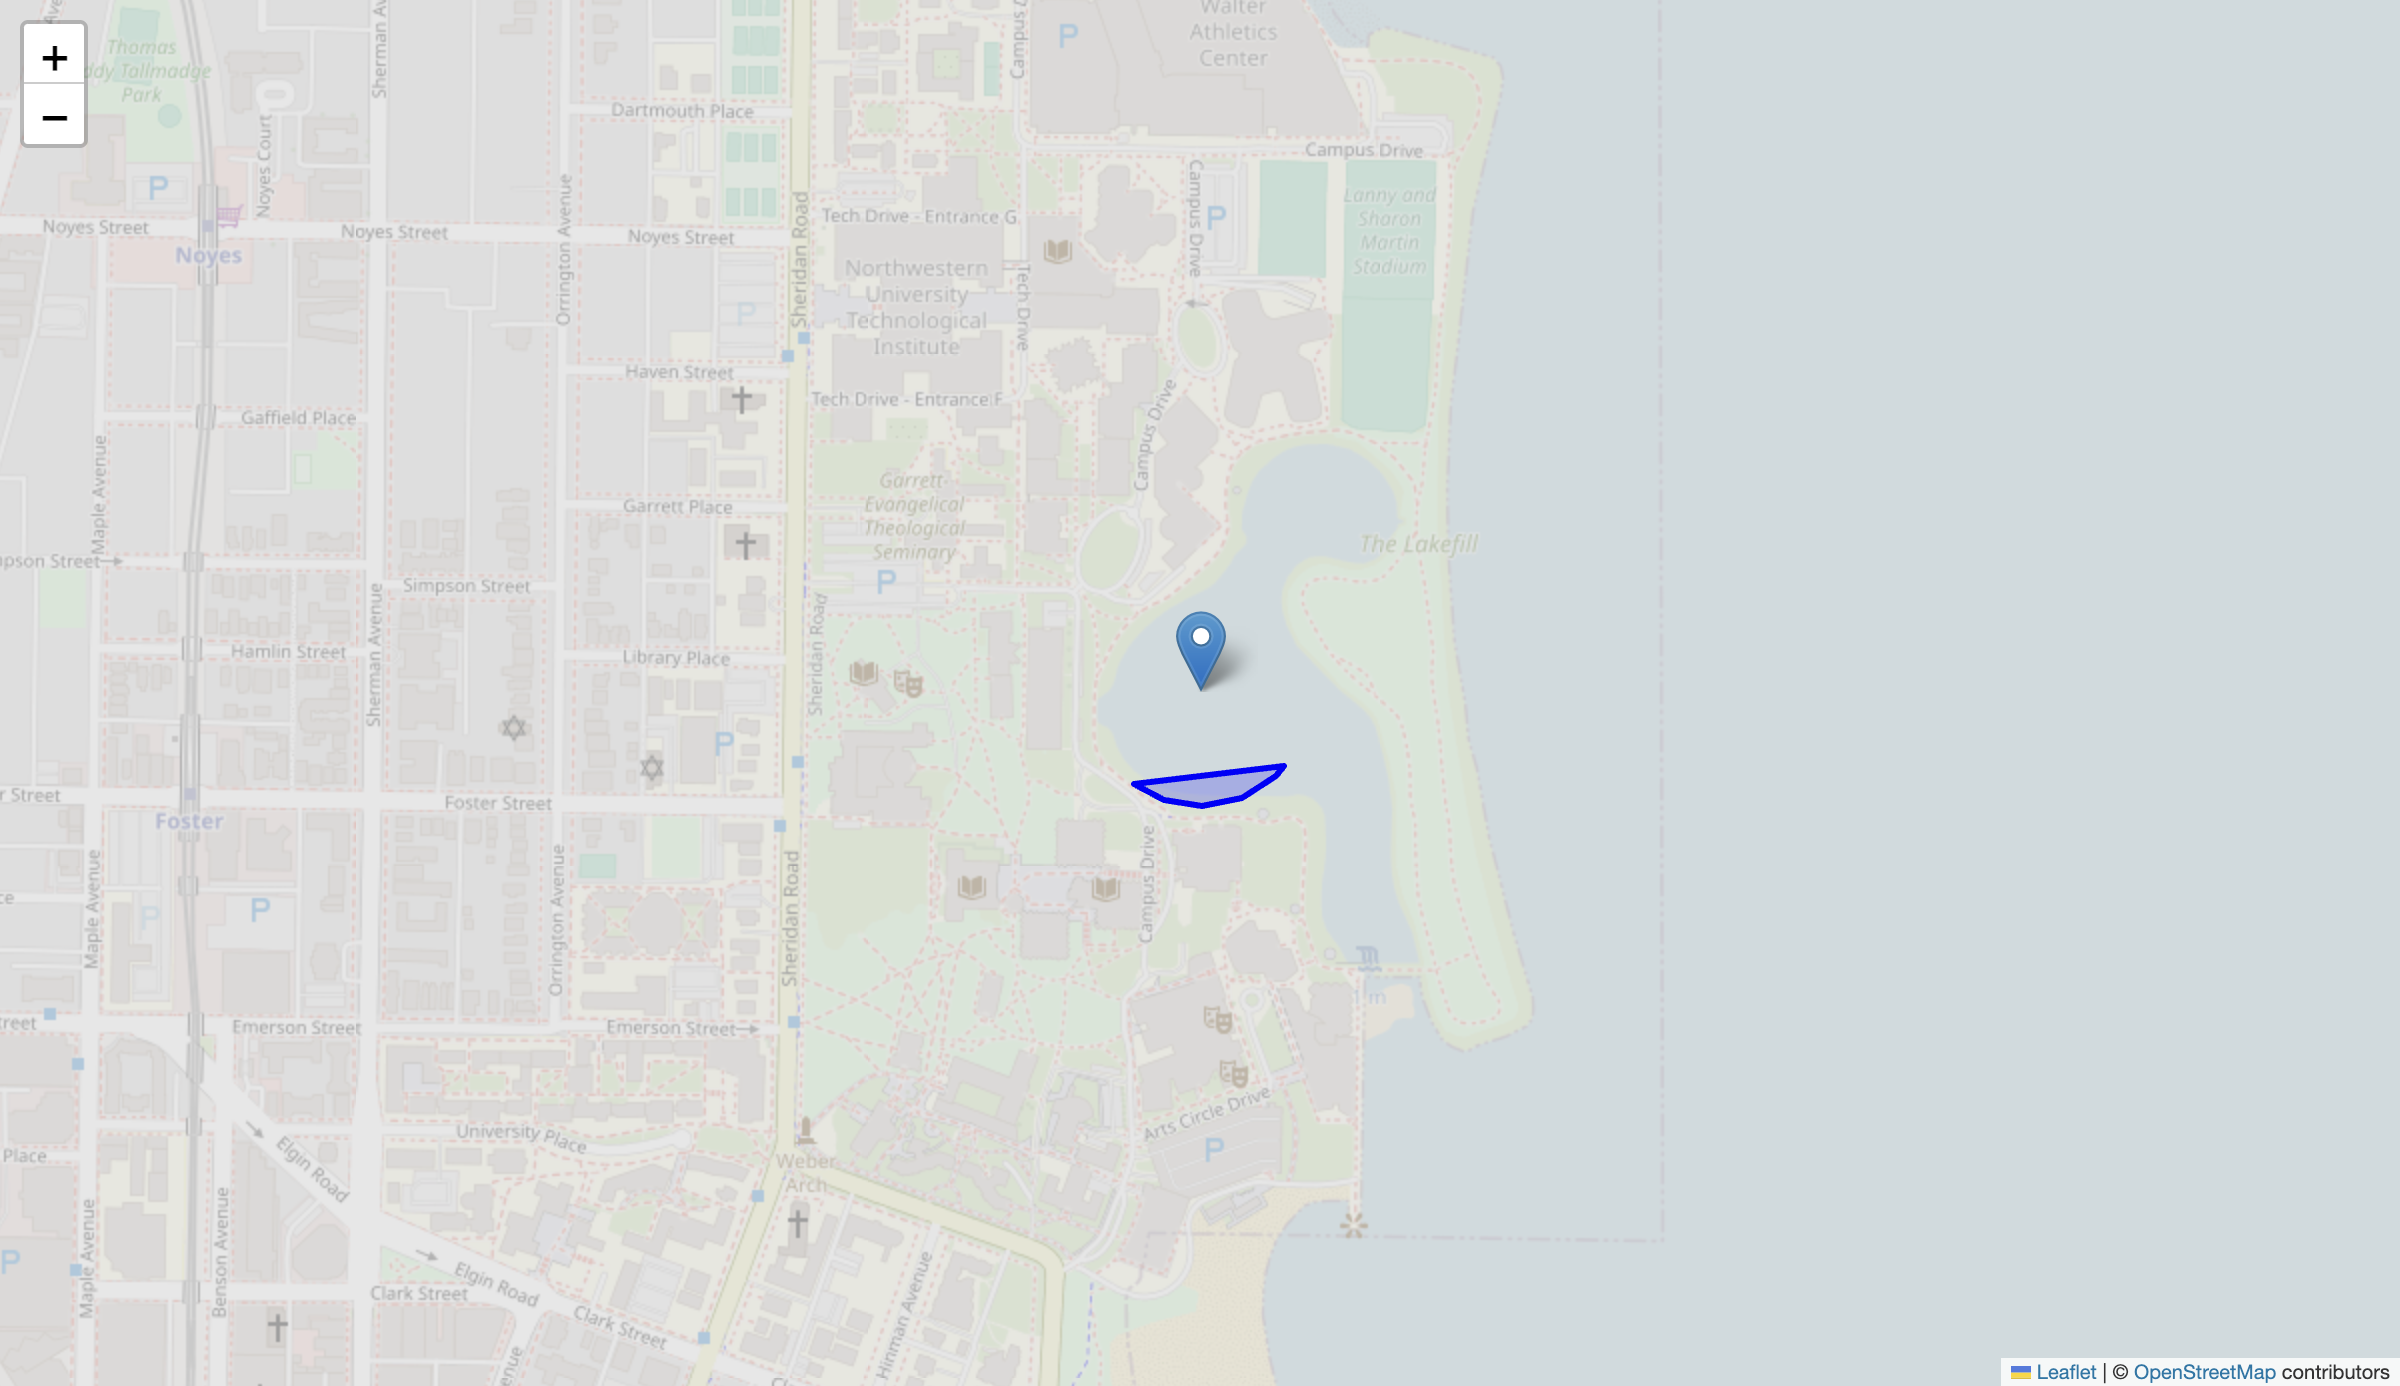 +
−
Thomas
ddy Tallmadge
Park
Noyes Court
Sherman Av
Dartmouth Place
Campus D
P
Walter
Athletics
Center
Campus Drive
P
Noyes Street
Noyes
Noyes Street
Orrington Avenue
Noyes Street
Sheridan Road
Tech Drive - Entrance G
Northwestern
University
Technological
Institute
Tech Drive
Campus Drive
P
Lanny and
Sharon
Martin
Stadium
P
Haven Street
Tech Drive - Entrance F
Campus Drive
Gaffield Place
Maple Avenue
Garrett Place
Garrett-
Evangelical
Theological
Seminary
P
The Lakefill
pson Street
Simpson Street
Hamlin Street
Sherman Avenue
Library Place
Sheridan Road
P
r Street
Foster Street
Foster
Maple Avenue
P
P
Orrington Avenue
Sheridan Road
Campus Drive
ce
1 m
treet
Emerson Street
Emerson Street
Arts Circle Drive
P
University Place
Weber
Arch
Place
Elgin Road
P
Maple Avenue
Benson Avenue
Clark Street
Elgin Road
Clark Street
Hinman Avenue
enue
Leaflet | © OpenStreetMap contributors